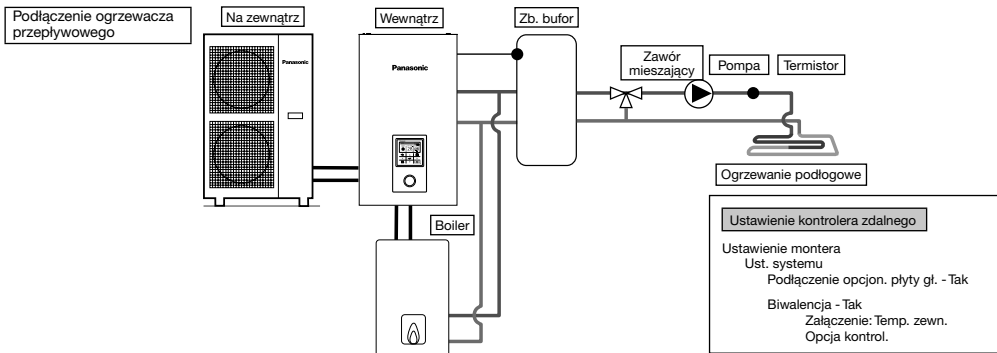 Podłączenie ogrzewacza
przepływowego
Na zewnątrz
Wewnątrz
Zb. bufor
Panasonic
Panasonic
Zawór
mieszający
Pompa
Termistor
Boiler
Ogrzewanie podłogowe
Ustawienie kontrolera zdalnego
Ustawienie montera
Ust. systemu
Podłączenie opcjon. płyty gł. - Tak
Biwalencja - Tak
Załączenie: Temp. zewn.
Opcja kontrol.